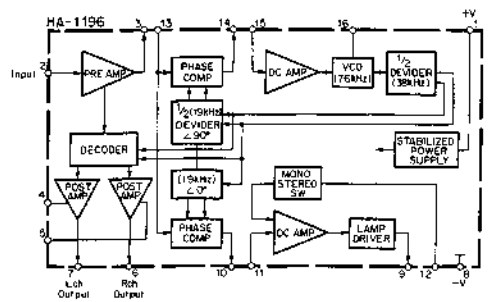 HA-1196
3 13 14 15 16 +V 1
Input 2
PRE AMP
PHASE COMP
DC AMP
VCO (76kHz)
1/2 DEVIDER (38kHz)
1/2 (19kHz) DEVIDER ∠90°
DECODER
STABILIZED POWER SUPPLY
4
POST AMP
POST AMP
(19kHz) ∠0°
MONO STEREO SW
5
PHASE COMP
DC AMP
LAMP DRIVER
7 6 10 11 9 12 8
Lch Output
Rch Output
-V